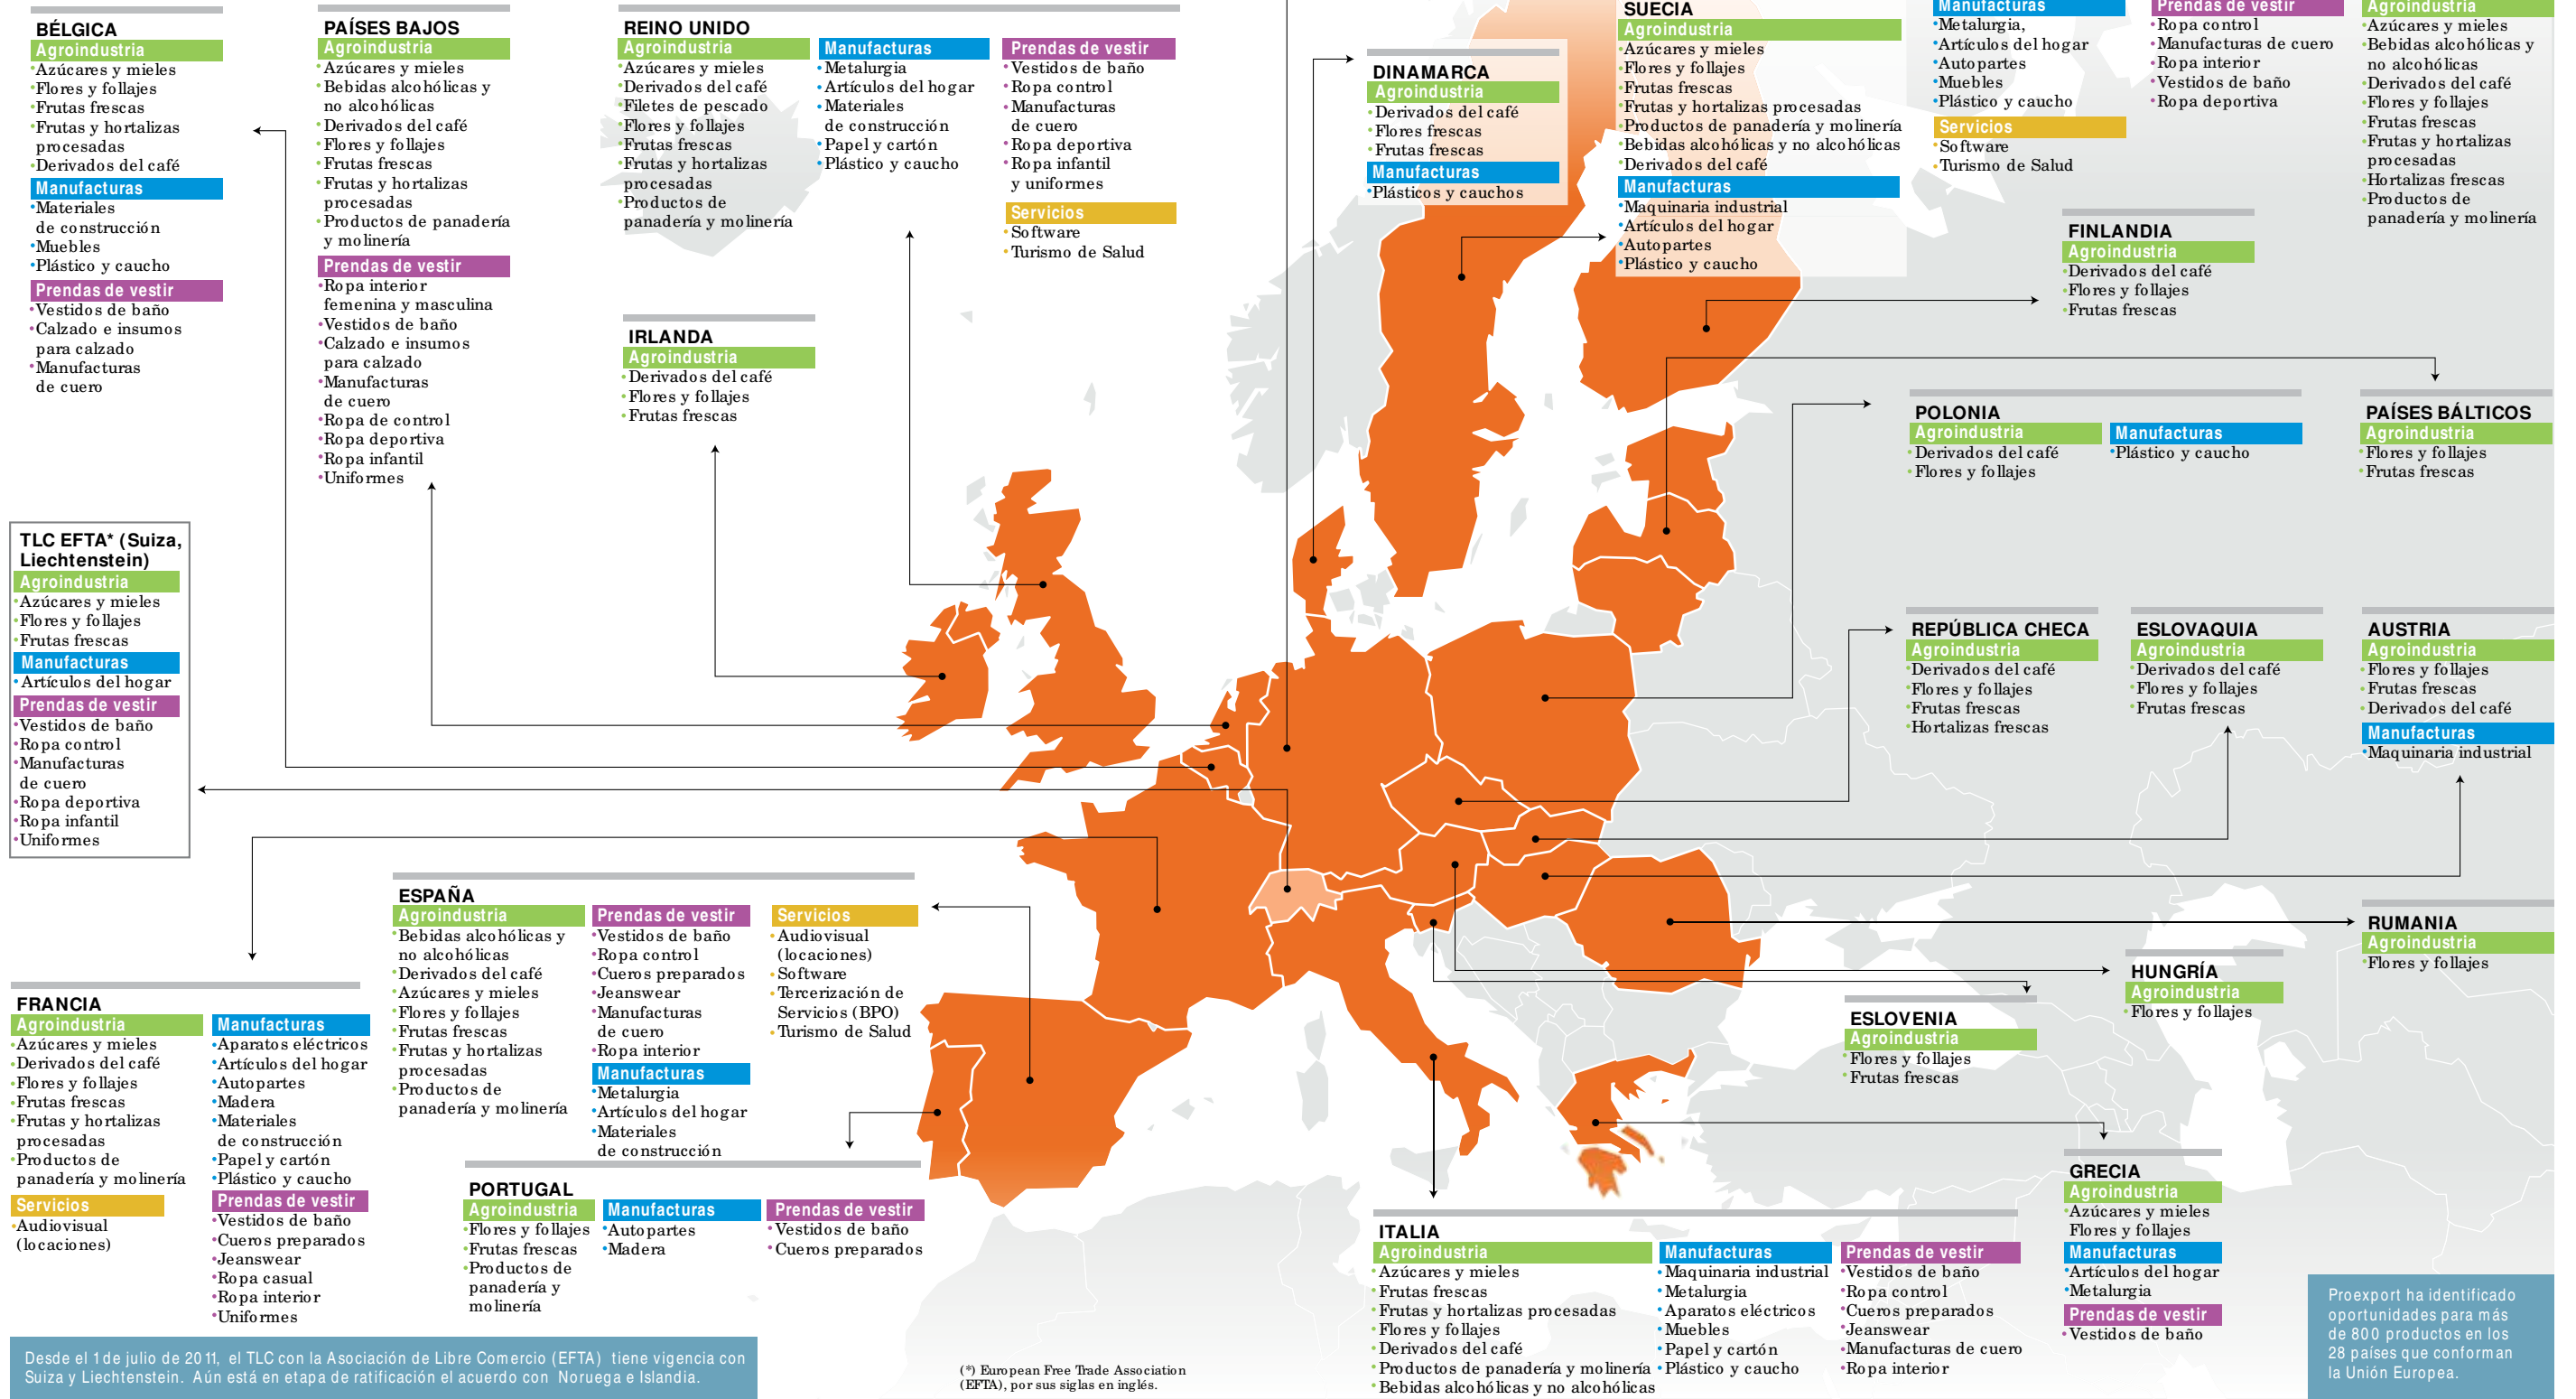 BÉLGICA
Agroindustria
•Azúcares y mieles
•Flores y follajes
•Frutas frescas
•Frutas y hortalizas
procesadas
•Derivados del café
Manufacturas
•Materiales
de construcción
•Muebles
•Plástico y caucho
Prendas de vestir
•Vestidos de baño
•Calzado e insumos
para calzado
•Manufacturas
de cuero
PAÍSES BAJOS
Agroindustria
•Azúcares y mieles
•Bebidas alcohólicas y
no alcohólicas
•Derivados del café
•Flores y follajes
•Frutas frescas
•Frutas y hortalizas
procesadas
•Productos de panadería
y molinería
Prendas de vestir
•Ropa interior
femenina y masculina
•Vestidos de baño
•Calzado e insumos
para calzado
•Manufacturas
de cuero
•Ropa de control
•Ropa deportiva
•Ropa infantil
•Uniformes
REINO UNIDO
Agroindustria
•Azúcares y mieles
•Derivados del café
•Filetes de pescado
•Flores y follajes
•Frutas frescas
•Frutas y hortalizas
procesadas
•Productos de
panadería y molinería
Manufacturas
•Metalurgia
•Artículos del hogar
•Materiales
de construcción
•Papel y cartón
•Plástico y caucho
Prendas de vestir
•Vestidos de baño
•Ropa control
•Manufacturas
de cuero
•Ropa deportiva
•Ropa infantil
y uniformes
Servicios
•Software
•Turismo de Salud
IRLANDA
Agroindustria
•Derivados del café
•Flores y follajes
•Frutas frescas
DINAMARCA
Agroindustria
•Derivados del café
•Flores frescas
•Frutas frescas
Manufacturas
•Plásticos y cauchos
SUECIA
Agroindustria
•Azúcares y mieles
•Flores y follajes
•Frutas frescas
•Frutas y hortalizas procesadas
•Productos de panadería y molinería
•Bebidas alcohólicas y no alcohólicas
•Derivados del café
Manufacturas
•Maquinaria industrial
•Artículos del hogar
•Autopartes
•Plástico y caucho
Manufacturas
•Metalurgia,
•Artículos del hogar
•Autopartes
•Muebles
•Plástico y caucho
Servicios
•Software
•Turismo de Salud
Prendas de vestir
•Ropa control
•Manufacturas de cuero
•Ropa interior
•Vestidos de baño
•Ropa deportiva
Agroindustria
•Azúcares y mieles
•Bebidas alcohólicas y
no alcohólicas
•Derivados del café
•Flores y follajes
•Frutas frescas
•Frutas y hortalizas
procesadas
•Hortalizas frescas
•Productos de
panadería y molinería
FINLANDIA
Agroindustria
•Derivados del café
•Flores y follajes
•Frutas frescas
POLONIA
Agroindustria
•Derivados del café
•Flores y follajes
Manufacturas
•Plástico y caucho
PAÍSES BÁLTICOS
Agroindustria
•Flores y follajes
•Frutas frescas
TLC EFTA* (Suiza,
Liechtenstein)
Agroindustria
•Azúcares y mieles
•Flores y follajes
•Frutas frescas
Manufacturas
•Artículos del hogar
Prendas de vestir
•Vestidos de baño
•Ropa control
•Manufacturas
de cuero
•Ropa deportiva
•Ropa infantil
•Uniformes
REPÚBLICA CHECA
Agroindustria
•Derivados del café
•Flores y follajes
•Frutas frescas
•Hortalizas frescas
ESLOVAQUIA
Agroindustria
•Derivados del café
•Flores y follajes
•Frutas frescas
AUSTRIA
Agroindustria
•Flores y follajes
•Frutas frescas
•Derivados del café
Manufacturas
•Maquinaria industrial
RUMANIA
Agroindustria
•Flores y follajes
HUNGRÍA
Agroindustria
•Flores y follajes
ESLOVENIA
Agroindustria
•Flores y follajes
•Frutas frescas
FRANCIA
Agroindustria
•Azúcares y mieles
•Derivados del café
•Flores y follajes
•Frutas frescas
•Frutas y hortalizas
procesadas
•Productos de
panadería y molinería
Servicios
•Audiovisual
(locaciones)
Manufacturas
•Aparatos eléctricos
•Artículos del hogar
•Autopartes
•Madera
•Materiales
de construcción
•Papel y cartón
•Plástico y caucho
Prendas de vestir
•Vestidos de baño
•Cueros preparados
•Jeanswear
•Ropa casual
•Ropa interior
•Uniformes
ESPAÑA
Agroindustria
•Bebidas alcohólicas y
no alcohólicas
•Derivados del café
•Azúcares y mieles
•Flores y follajes
•Frutas frescas
•Frutas y hortalizas
procesadas
•Productos de
panadería y molinería
Prendas de vestir
•Vestidos de baño
•Ropa control
•Cueros preparados
•Jeanswear
•Manufacturas
de cuero
•Ropa interior
Manufacturas
•Metalurgia
•Artículos del hogar
•Materiales
de construcción
Servicios
•Audiovisual
(locaciones)
•Software
•Tercerización de
Servicios (BPO)
•Turismo de Salud
PORTUGAL
Agroindustria
•Flores y follajes
•Frutas frescas
•Productos de
panadería y
molinería
Manufacturas
•Autopartes
•Madera
Prendas de vestir
•Vestidos de baño
•Cueros preparados
ITALIA
Agroindustria
•Azúcares y mieles
•Frutas frescas
•Frutas y hortalizas procesadas
•Flores y follajes
•Derivados del café
•Productos de panadería y molinería
•Bebidas alcohólicas y no alcohólicas
Manufacturas
•Maquinaria industrial
•Metalurgia
•Aparatos eléctricos
•Muebles
•Papel y cartón
•Plástico y caucho
Prendas de vestir
•Vestidos de baño
•Ropa control
•Cueros preparados
•Jeanswear
•Manufacturas de cuero
•Ropa interior
GRECIA
Agroindustria
•Azúcares y mieles
Flores y follajes
Manufacturas
•Artículos del hogar
•Metalurgia
Prendas de vestir
•Vestidos de baño
Desde el 1 de julio de 2011, el TLC con la Asociación de Libre Comercio (EFTA) tiene vigencia con
Suiza y Liechtenstein. Aún está en etapa de ratificación el acuerdo con Noruega e Islandia.
(*) European Free Trade Association
(EFTA), por sus siglas en inglés.
Proexport ha identificado
oportunidades para más
de 800 productos en los
28 países que conforman
la Unión Europea.